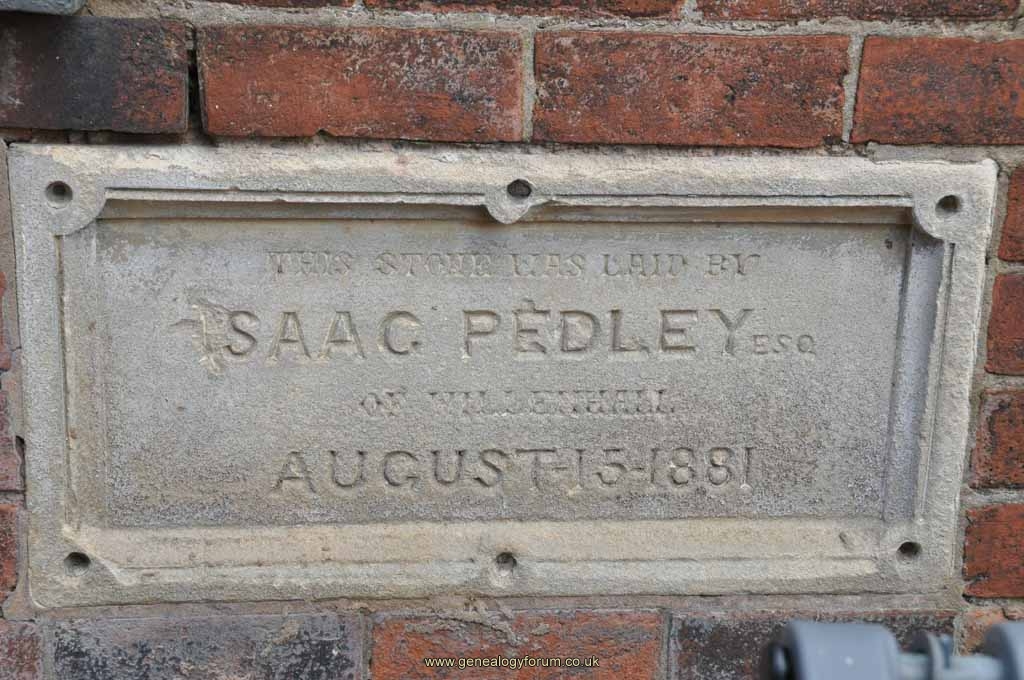 THIS STONE WAS LAID BY
ISAAC PEDLEY ESQ
OF WILLENHALL
AUGUST-15-1881
www.genealogyforum.co.uk